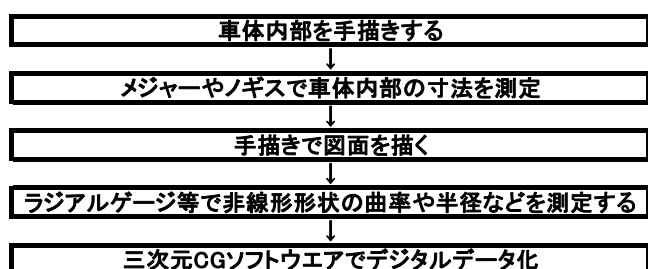 車体内部を手描きする
↓
メジャーやノギスで車体内部の寸法を測定
↓
手描きで図面を描く
↓
ラジアルゲージ等で非線形形状の曲率や半径などを測定する
↓
三次元CGソフトウエアでデジタルデータ化